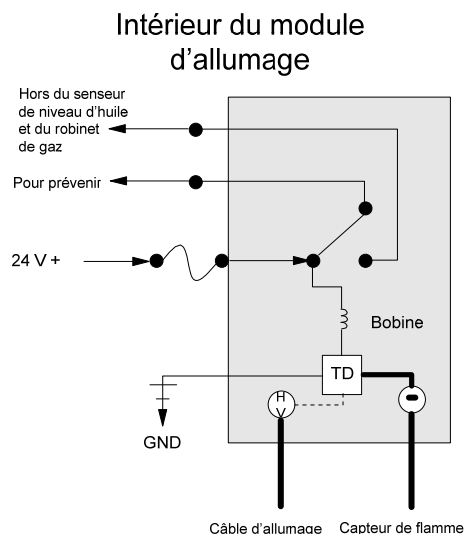 Intérieur du module
d'allumage
Hors du senseur
de niveau d'huile
et du robinet
de gaz
Pour prévenir
24 V +
Bobine
TD
H
V
GND
Câble d'allumage
Capteur de flamme